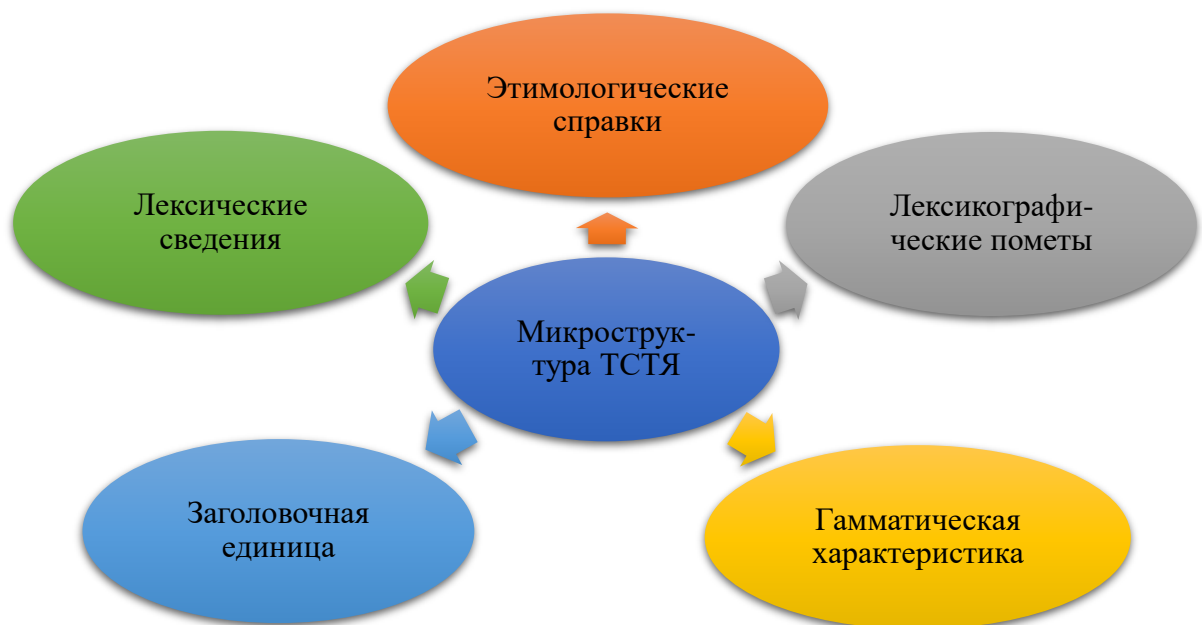 Этимологические
справки
Лексические
сведения
Лексикографи-
ческие пометы
Микрострук-
тура ТСТЯ
Заголовочная
единица
Гамматическая
характеристика